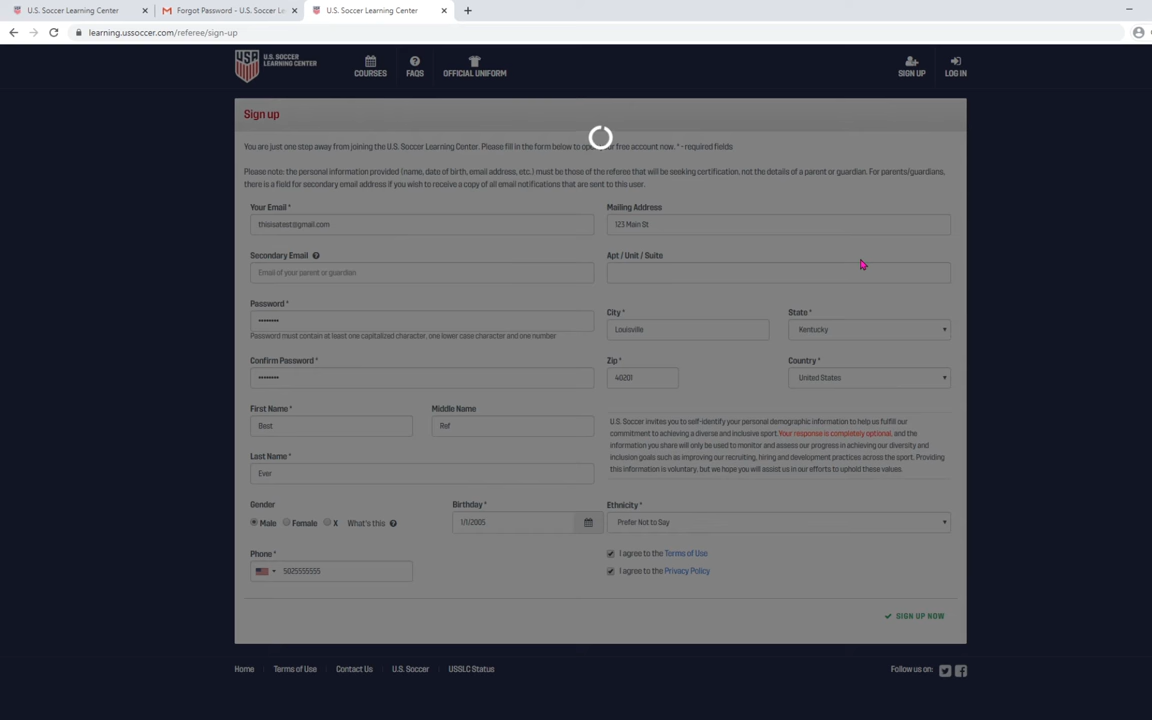 U.S. Soccer Learning Center
Forgot Password - U.S. Soccer Le
U.S. Soccer Learning Center
learning.ussoccer.com/referee/sign-up
U.S. SOCCER
LEARNING CENTER
COURSES
FAQS
OFFICIAL UNIFORM
SIGN UP
LOG IN
Sign up
You are just one step away from joining the U.S. Soccer Learning Center. Please fill in the form below to open your free account now. * - required fields
Please note: the personal information provided (name, date of birth, email address, etc.) must be those of the referee that will be seeking certification, not the details of a parent or guardian. For parents/guardians,
there is a field for secondary email address if you wish to receive a copy of all email notifications that are sent to this user.
Your Email *
thisisatest@gmail.com
Mailing Address
123 Main St
Secondary Email
Email of your parent or guardian
Apt / Unit / Suite
Password *
••••••••
Password must contain at least one capitalized character, one lower case character and one number
City *
Louisville
State *
Kentucky
Confirm Password *
••••••••
Zip *
40201
Country *
United States
First Name *
Best
Middle Name
Ref
U.S. Soccer invites you to self-identify your personal demographic information to help us fulfill our
commitment to achieving a diverse and inclusive sport. Your response is completely optional, and the
information you share will only be used to monitor and assess our progress in achieving our diversity and
inclusion goals such as improving our recruiting, hiring and development practices across the sport. Providing
this information is voluntary, but we hope you will assist us in our efforts to uphold these values.
Last Name *
Ever
Gender
Male Female X What's this
Birthday *
1/1/2005
Ethnicity *
Prefer Not to Say
Phone *
5025555555
I agree to the Terms of Use
I agree to the Privacy Policy
SIGN UP NOW
Home Terms of Use Contact Us U.S. Soccer USSLC Status
Follow us on: